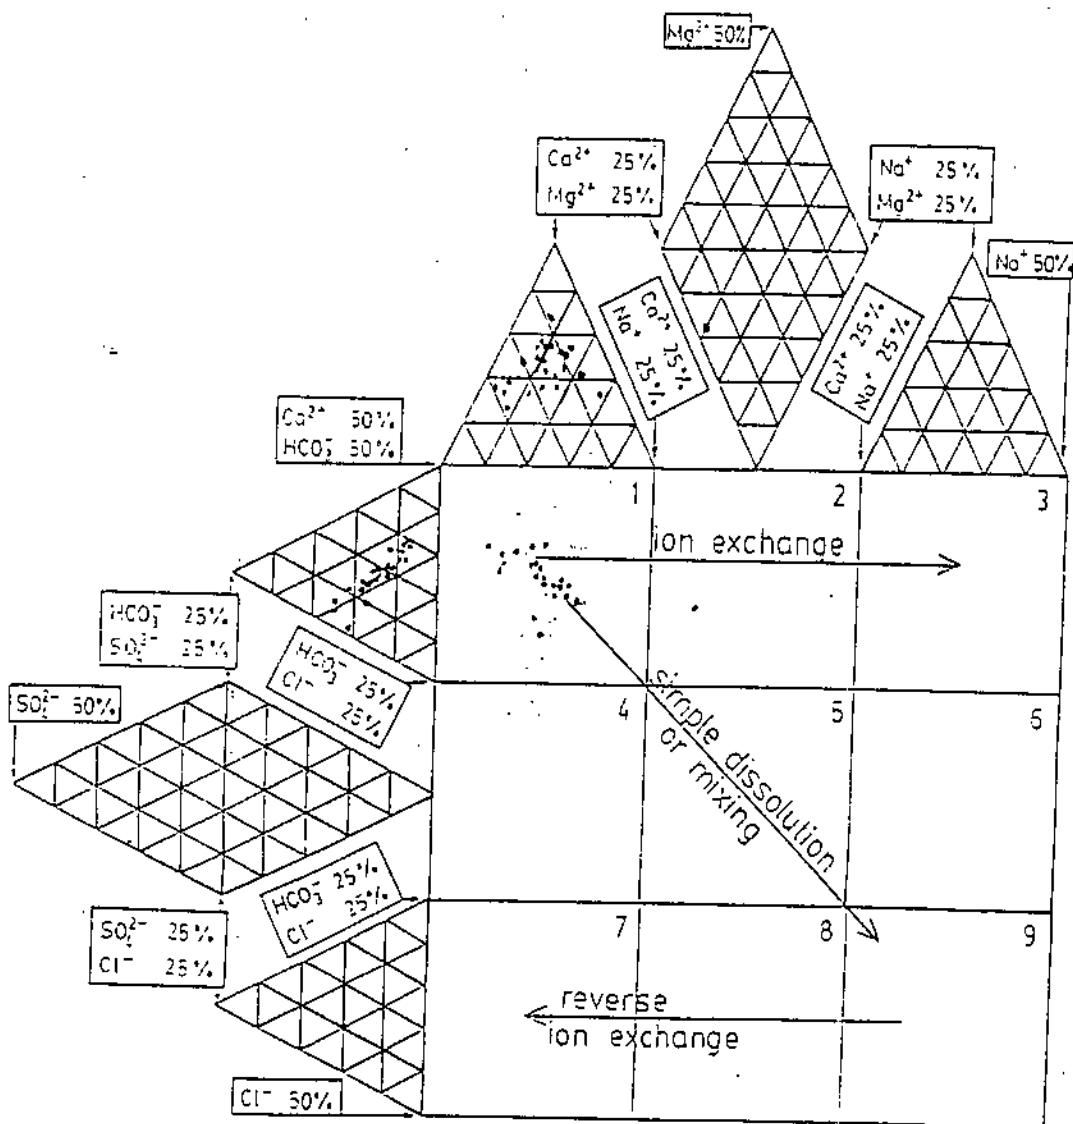 Mg²⁺ 50%
Ca²⁺ 25%
Mg²⁺ 25%
Na⁺ 25%
Mg²⁺ 25%
Na⁺ 50%
Ca²⁺ 25%
Na⁺ 25%
Ca²⁺ 25%
Na⁺ 25%
Ca²⁺ 50%
HCO₃⁻ 50%
1
2
3
ion exchange
HCO₃⁻ 25%
SO₄²⁻ 25%
HCO₃⁻ 25%
Cl⁻ 25%
SO₄²⁻ 50%
4
5
6
Simple dissolution
or mixing
HCO₃⁻ 25%
Cl⁻ 25%
SO₄²⁻ 25%
Cl⁻ 25%
7
8
9
reverse
ion exchange
Cl⁻ 50%